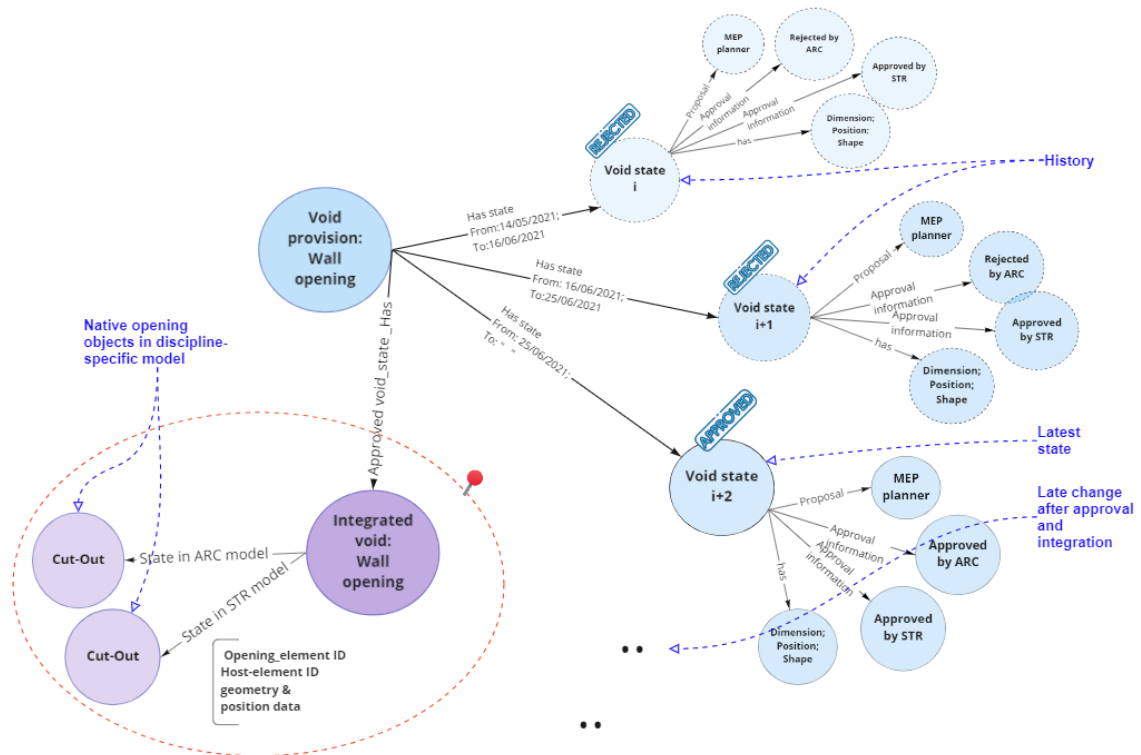 MEP
planner
Rejected by
ARC
Approved by
STR
Dimension;
Position;
Shape
Proposal
Approval
information
Approval
information
has
REJECTED
Void state
i
History
Void
provision:
Wall
opening
Has state
From:14/05/2021;
To:16/06/2021
Has state
From: 16/06/2021;
To:25/06/2021
Has state
From: 25/06/2021;
To: " "
REJECTED
Void state
i+1
MEP
planner
Rejected
by ARC
Approved
by STR
Dimension;
Position;
Shape
Proposal
Approval
information
Approval
information
has
Native opening
objects in discipline-
specific model
Approved void_state_Has
APPROVED
Void state
i+2
Latest
state
Late change
after approval
and
integration
MEP
planner
Approved
by ARC
Approved
by STR
Dimension;
Position;
Shape
Proposal
Approval
information
Approval
information
has
Integrated
void:
Wall
opening
Cut-Out
State in ARC model
State in STR model
Cut-Out
Opening_element ID
Host-element ID
geometry &
position data